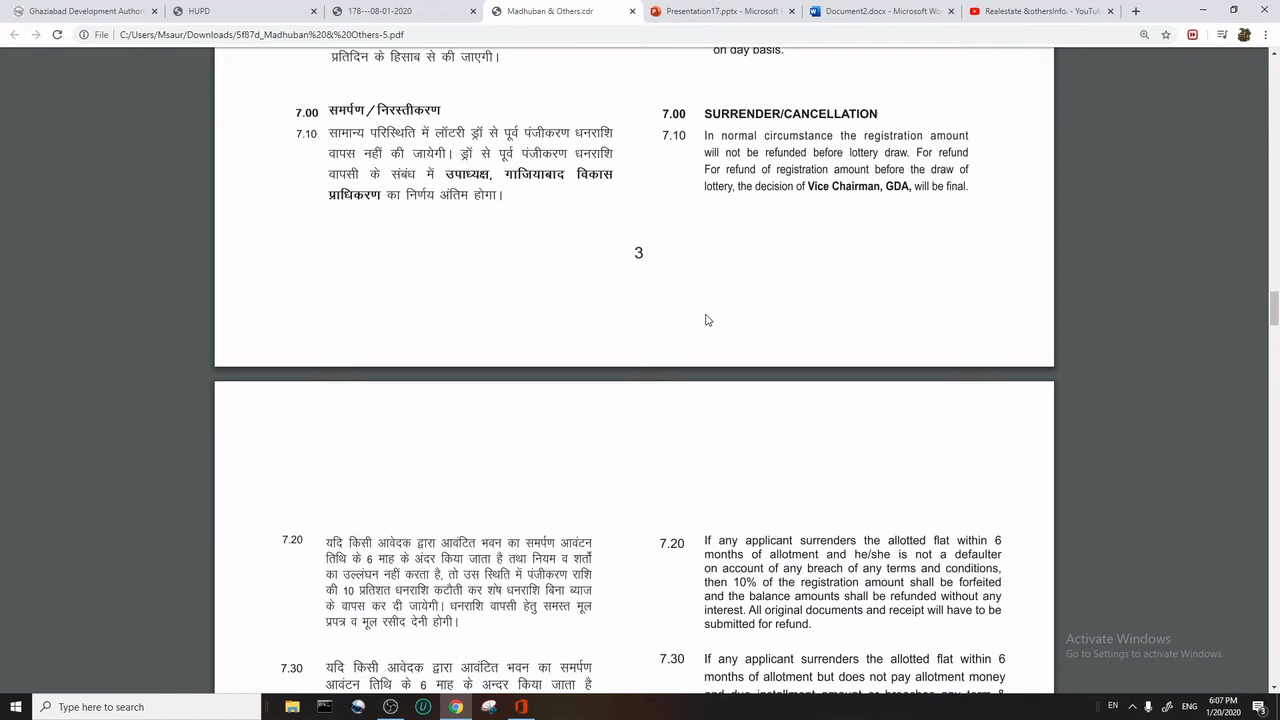 Ghaziabad Development Author
HUPD
178---08-01-2020
Madhuban & Others.cdr
Presentation17.pptx - Microsoft
Document2.docx - Microsoft Wo
Realestate &othersInfo. - YouTu
File
C:/Users/Msaur/Downloads/5f87d_Madhuban%20&%20Others-5.pdf
प्रतिदिन के हिसाब से की जाएगी।
on day basis.
7.00 समर्पण/निरस्तीकरण
7.10 सामान्य परिस्थिति में लॉटरी ड्रॉ से पूर्व पंजीकरण धनराशि
वापस नहीं की जायेगी। ड्रॉ से पूर्व पंजीकरण धनराशि
वापसी के संबंध में उपाध्यक्ष, गाजियाबाद विकास
प्राधिकरण का निर्णय अंतिम होगा।
7.00 SURRENDER/CANCELLATION
7.10 In normal circumstance the registration amount
will not be refunded before lottery draw. For refund
For refund of registration amount before the draw of
lottery, the decision of Vice Chairman, GDA, will be final.
3
7.20 यदि किसी आवेदक द्वारा आवंटित भवन का समर्पण आवंटन
तिथि के 6 माह के अंदर किया जाता है तथा नियम व शर्तों
का उल्लंघन नहीं करता है, तो उस स्थिति में पंजीकरण राशि
की 10 प्रतिशत धनराशि कटौती कर शेष धनराशि बिना ब्याज
के वापस कर दी जायेगी। धनराशि वापसी हेतु समस्त मूल
प्रपत्र व मूल रसीद देनी होगी।
7.20 If any applicant surrenders the allotted flat within 6
months of allotment and he/she is not a defaulter
on account of any breach of any terms and conditions,
then 10% of the registration amount shall be forfeited
and the balance amounts shall be refunded without any
interest. All original documents and receipt will have to be
submitted for refund.
7.30 यदि किसी आवेदक द्वारा आवंटित भवन का समर्पण
आवंटन तिथि के 6 माह के अन्दर किया जाता है
7.30 If any applicant surrenders the allotted flat within 6
months of allotment but does not pay allotment money
and due installment amount or breaches any term &
Activate Windows
Go to Settings to activate Windows.
Type here to search
EN
ENG
6:07 PM
1/20/2020